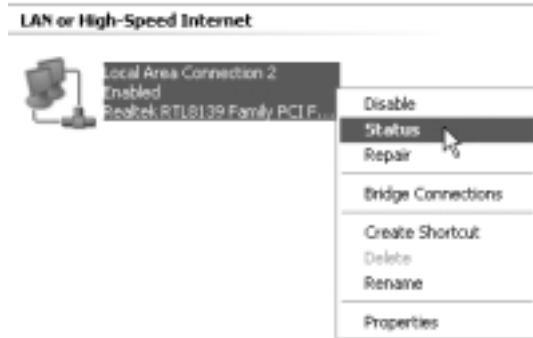 LAN or High-Speed Internet
Local Area Connection 2
Enabled
Realtek RTL8139 Family PCI F...
Disable
Status
Repair
Bridge Connections
Create Shortcut
Delete
Rename
Properties